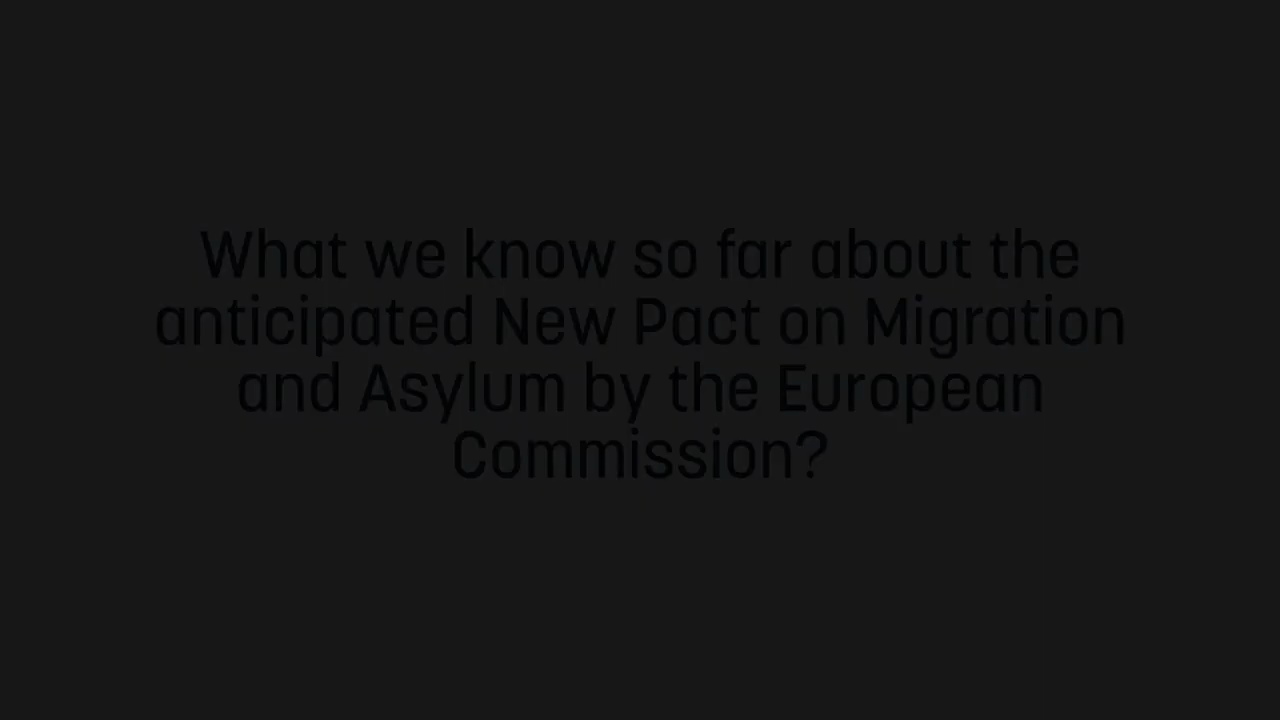 What we know so far about the
anticipated New Pact on Migration
and Asylum by the European
Commission?